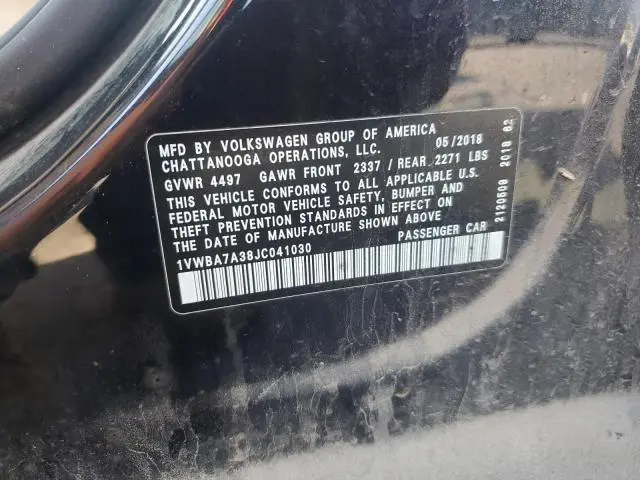 MFD BY VOLKSWAGEN GROUP OF AMERICA 05/2018
CHATTANOOGA OPERATIONS, LLC.
GVWR 4497 GAWR FRONT 2337 / REAR 2271 LBS
THIS VEHICLE CONFORMS TO ALL APPLICABLE U.S.
FEDERAL MOTOR VEHICLE SAFETY, BUMPER AND
THEFT PREVENTION STANDARDS IN EFFECT ON
THE DATE OF MANUFACTURE SHOWN ABOVE
1VWBA7A38JC041030 PASSENGER CAR
2120609 2018 82